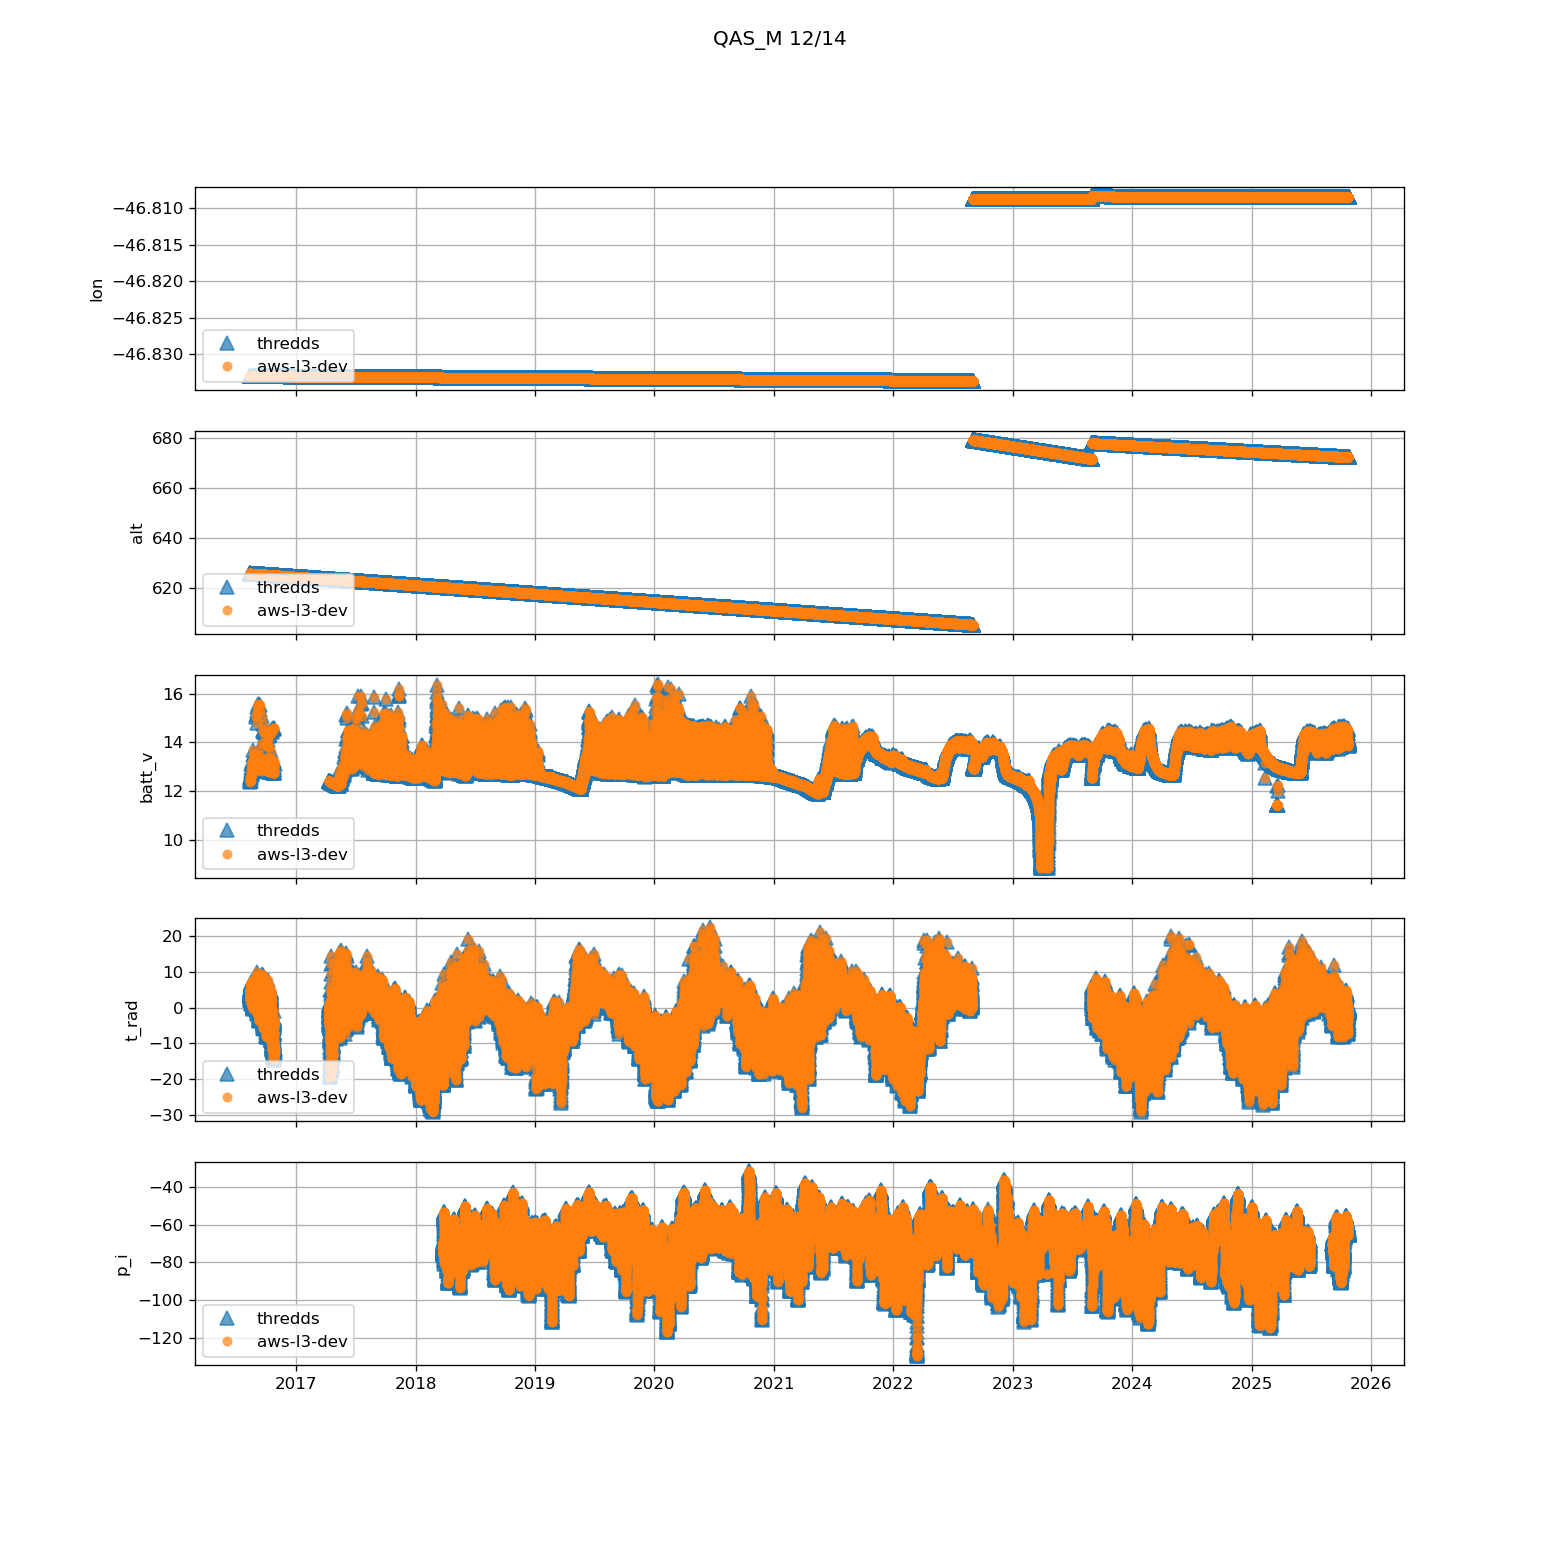 QAS_M 12/14
−46.810
−46.815
−46.820
−46.825
−46.830
lon
thredds
aws-l3-dev
680
660
640
620
alt
thredds
aws-l3-dev
16
14
12
10
batt_v
thredds
aws-l3-dev
20
10
0
−10
−20
−30
t_rad
thredds
aws-l3-dev
−40
−60
−80
−100
−120
p_i
thredds
aws-l3-dev
2017 2018 2019 2020 2021 2022 2023 2024 2025 2026